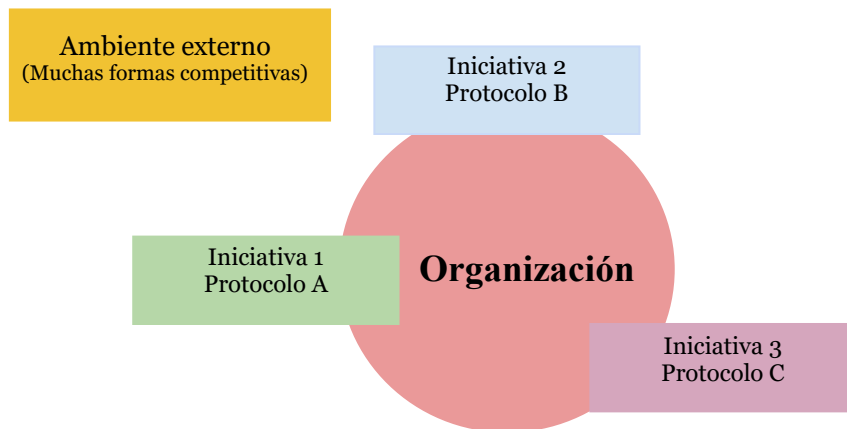 Ambiente externo
(Muchas formas competitivas)
Iniciativa 2
Protocolo B
Iniciativa 1
Protocolo A
Organización
Iniciativa 3
Protocolo C